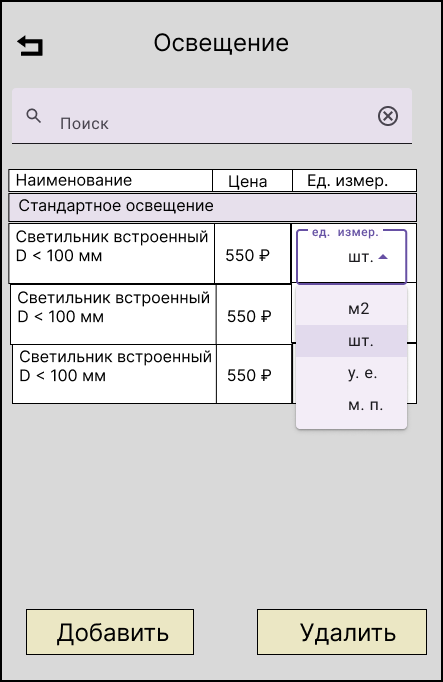 Освещение
Поиск
Наименование Цена Ед. измер.
Стандартное освещение
Светильник встроенный
D < 100 мм
550 ₽
ед. измер.
шт.
Светильник встроенный
D < 100 мм
550 ₽
Светильник встроенный
D < 100 мм
550 ₽
м2
шт.
у. е.
м. п.
Добавить Удалить